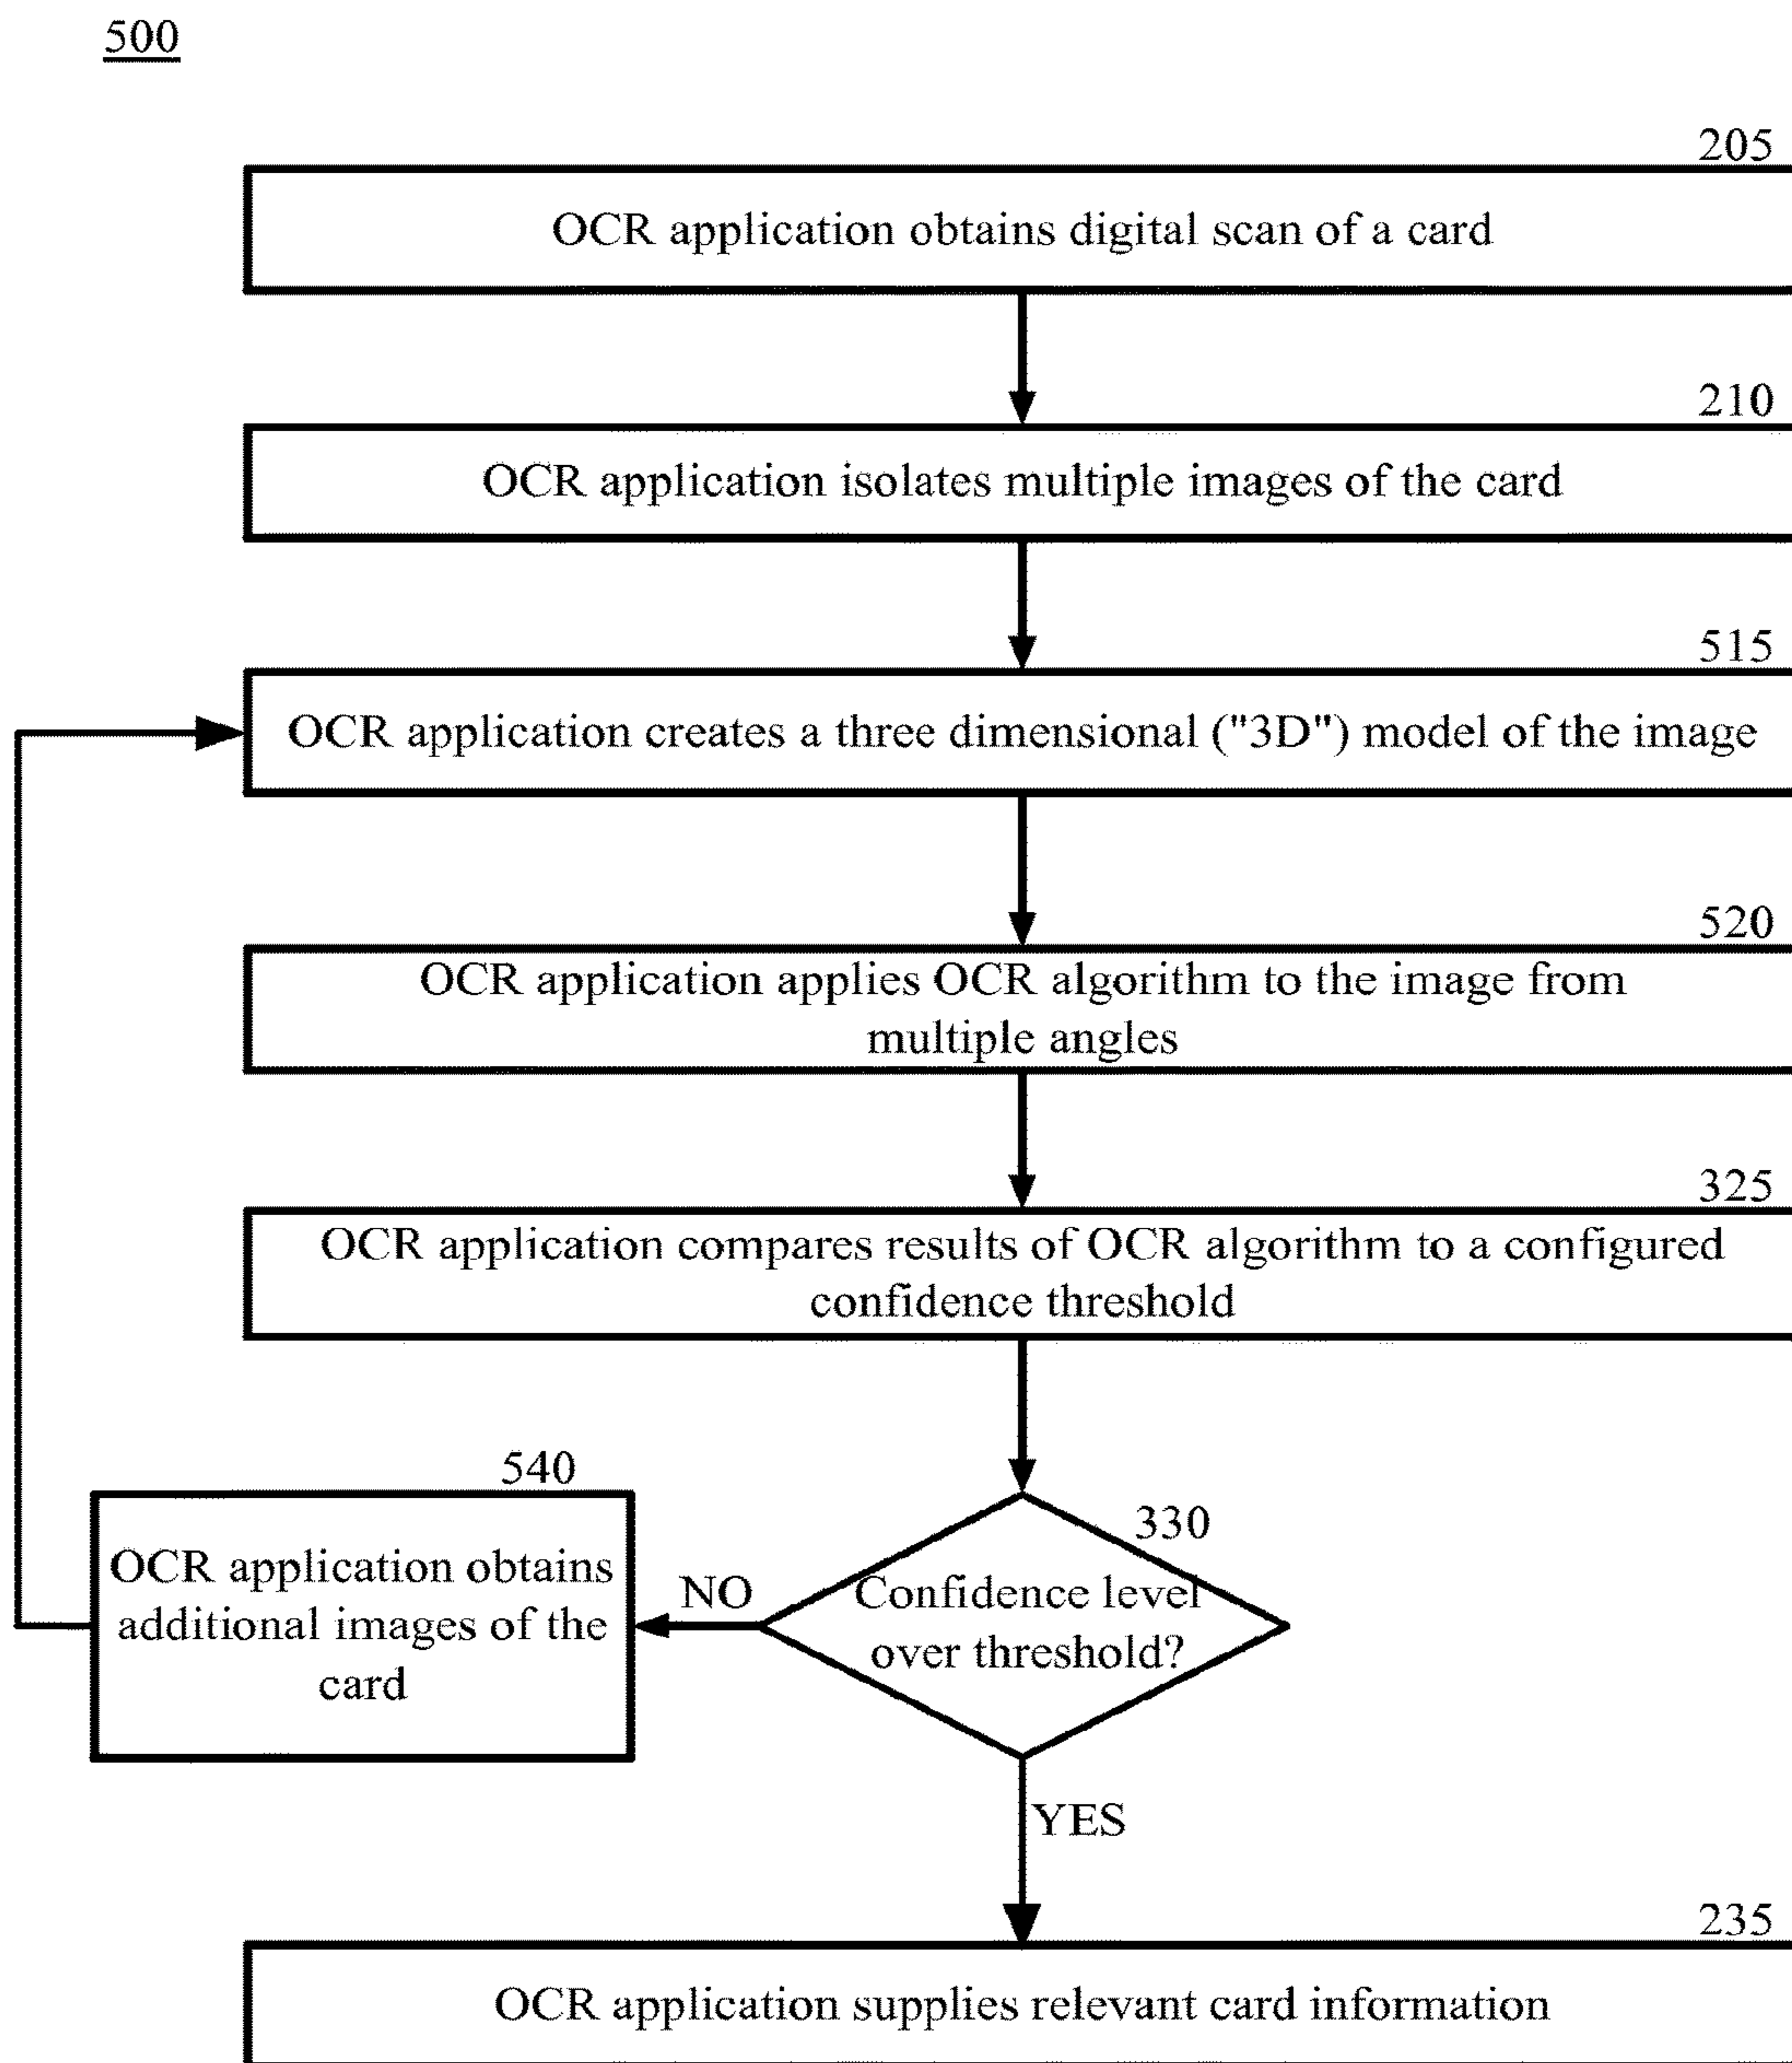 500
205
OCR application obtains digital scan of a card
210
OCR application isolates multiple images of the card
515
OCR application creates a three dimensional ("3D") model of the image
520
OCR application applies OCR algorithm to the image from
multiple angles
325
OCR application compares results of OCR algorithm to a configured
confidence threshold
540
OCR application obtains
additional images of the
card
NO
330
Confidence level
over threshold?
YES
235
OCR application supplies relevant card information